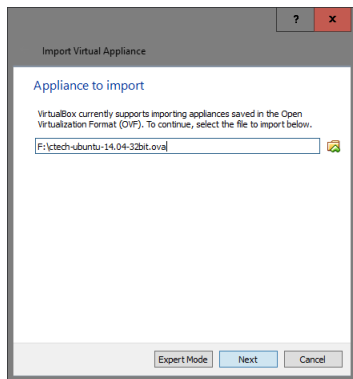 ? x
Import Virtual Appliance
Appliance to import
VirtualBox currently supports importing appliances saved in the Open
Virtualization Format (OVF). To continue, select the file to import below.
F:\ctech-ubuntu-14.04-32bit.ova
Expert Mode Next Cancel